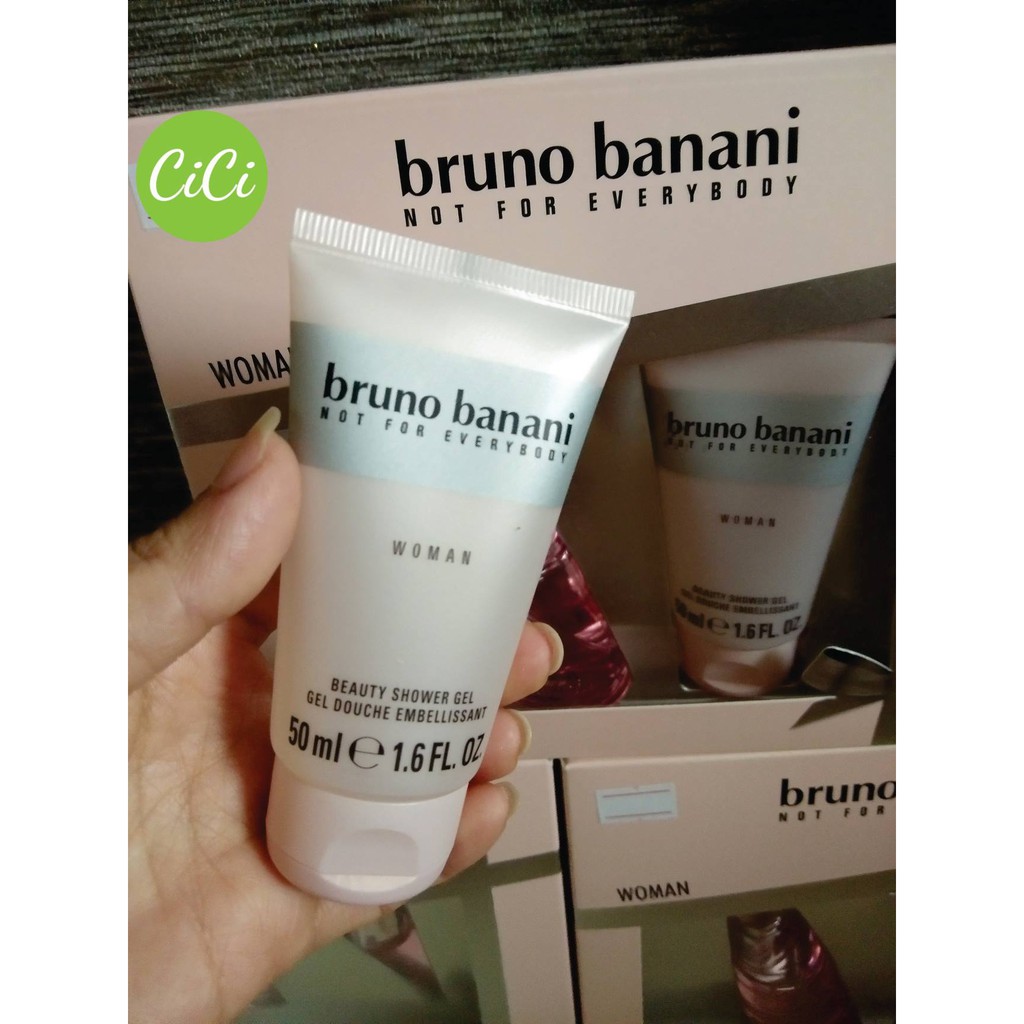 CiCi
bruno banani
NOT FOR EVERYBODY
WOMA
bruno banani
NOT FOR EVERYBODY
WOMAN
BEAUTY SHOWER GEL
GEL DOUCHE EMBELLISSANT
50 ml e 1.6 FL. OZ.
bruno banani
NOT FOR EVERYBODY
WOMAN
BEAUTY SHOWER GEL
GEL DOUCHE EMBELLISSANT
50 ml e 1.6 FL. OZ.
bruno
NOT FOR
WOMAN